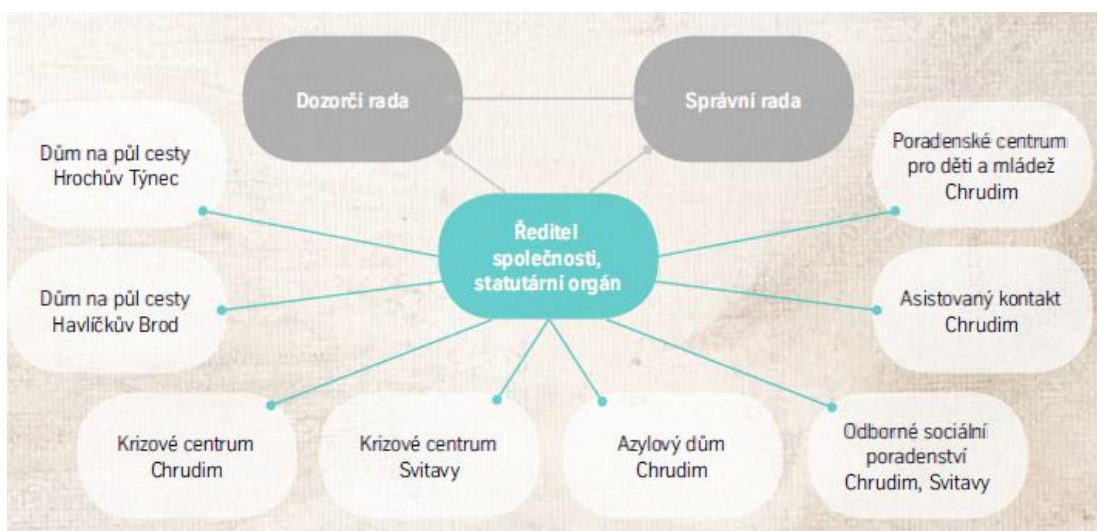 Dozorčí rada
Správní rada
Dům na půl cesty
Hrochův Týnec
Poradenské centrum
pro děti a mládež
Chrudim
Ředitel
společnosti,
statutární orgán
Dům na půl cesty
Havlíčkův Brod
Asistovaný kontakt
Chrudim
Krizové centrum
Chrudim
Krizové centrum
Svitavy
Azylový dům
Chrudim
Odborné sociální
poradenství
Chrudim, Svitavy